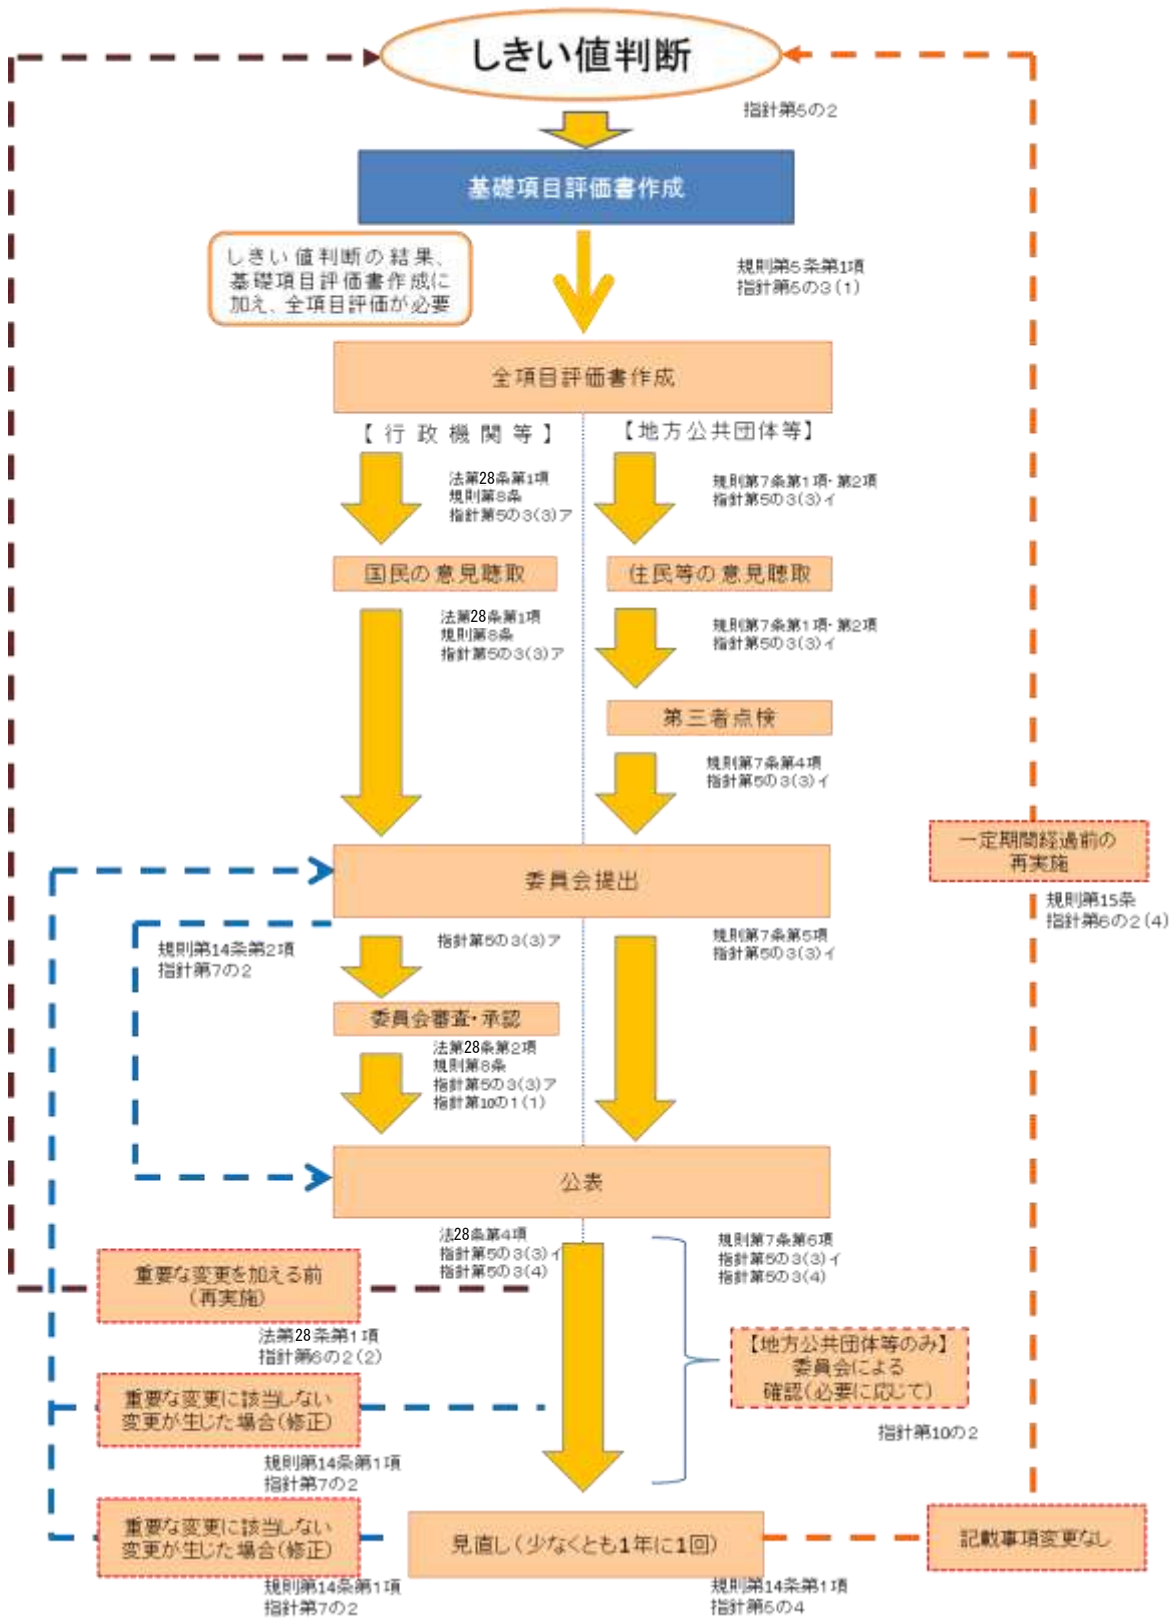 しきい値判断
指針第5の2
基礎項目評価書作成
しきい値判断の結果、
基礎項目評価書作成に
加え、全項目評価が必要
規則第5条第1項
指針第5の3(1)
全項目評価書作成
【行政機関等】
【地方公共団体等】
法第28条第1項
規則第8条
指針第5の3(3)ア
規則第7条第1項・第2項
指針第5の3(3)イ
国民の意見聴取
住民等の意見聴取
法第28条第1項
規則第8条
指針第5の3(3)ア
規則第7条第1項・第2項
指針第5の3(3)イ
第三者点検
規則第7条第4項
指針第5の3(3)イ
一定期間経過前の
再実施
規則第15条
指針第6の2(4)
委員会提出
規則第14条第2項
指針第7の2
指針第5の3(3)ア
規則第7条第5項
指針第5の3(3)イ
委員会審査・承認
法第28条第2項
規則第8条
指針第5の3(3)ア
指針第10の1(1)
公表
法28条第4項
指針第5の3(3)イ
指針第5の3(4)
規則第7条第6項
指針第5の3(3)イ
指針第5の3(4)
重要な変更を加える前
(再実施)
法第28条第1項
指針第6の2(2)
【地方公共団体等のみ】
委員会による
確認(必要に応じて)
指針第10の2
重要な変更に該当しない
変更が生じた場合(修正)
規則第14条第1項
指針第7の2
重要な変更に該当しない
変更が生じた場合(修正)
規則第14条第1項
指針第7の2
見直し(少なくとも1年に1回)
規則第14条第1項
指針第5の4
記載事項変更なし